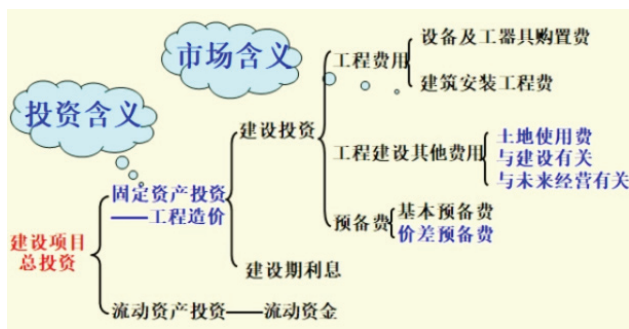 市场含义
投资含义
建设项目
总投资
固定资产投资
——工程造价
流动资产投资——流动资金
建设投资
建设期利息
工程费用
工程建设其他费用
预备费
设备及工器具购置费
建筑安装工程费
土地使用费
与建设有关
与未来经营有关
基本预备费
价差预备费